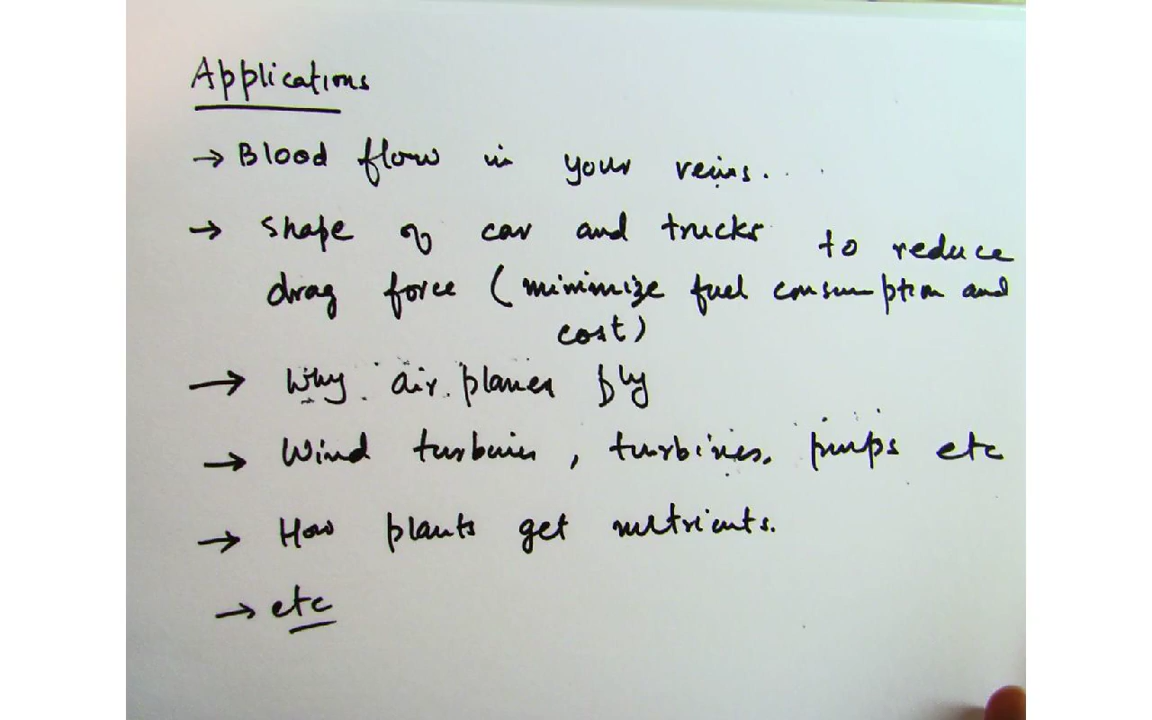 Applications
→ Blood flow in your veins...
→ shape of car and trucks to reduce
drag force (minimize fuel consumption and
cost)
→ Why air planes fly
→ Wind turbines, turbines, pumps etc
→ How plants get nutrients.
→ etc